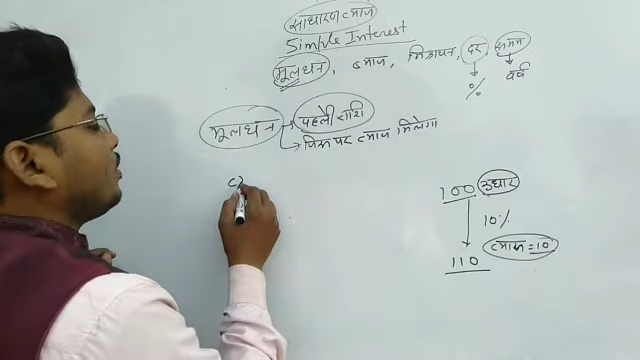 साधारण ब्याज
Simple Interest
मूलधन, ब्याज, मिश्रधन, दर, समय
% वर्ष
मूलधन → पहली राशि
→ जिस पर ब्याज मिलेगा
100 उधार
10%
ब्याज = 10
110